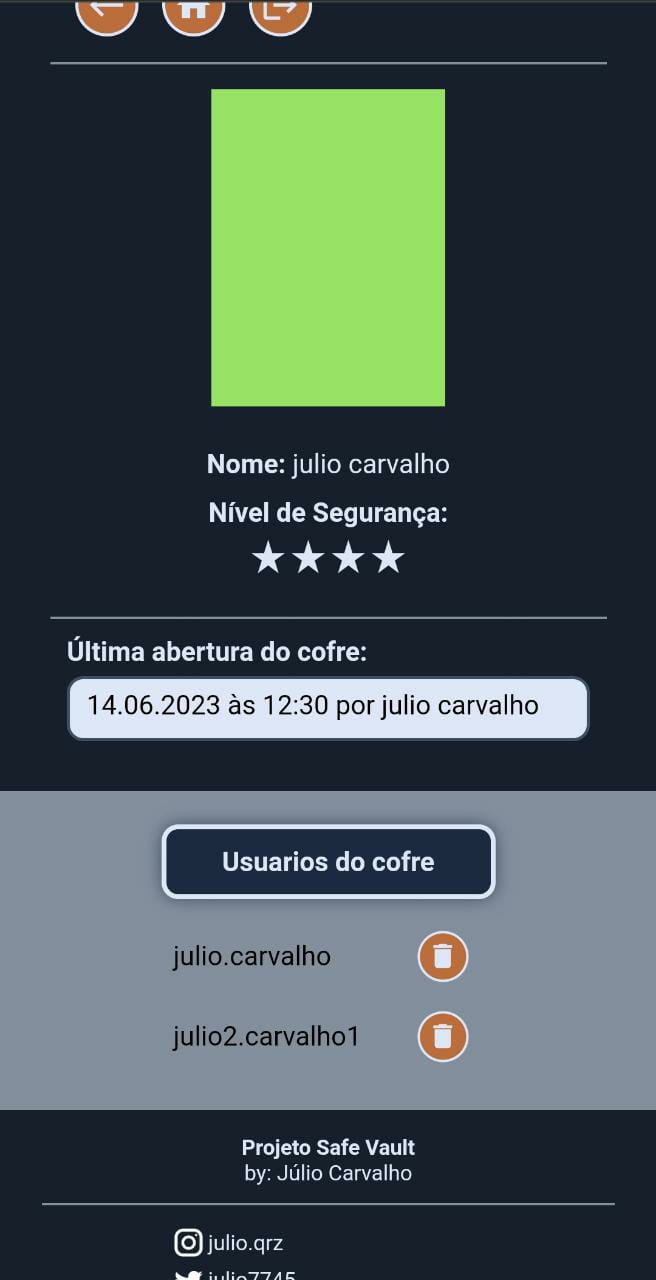 Nome: julio carvalho
Nível de Segurança:
Última abertura do cofre:
14.06.2023 às 12:30 por julio carvalho
Usuarios do cofre
julio.carvalho
julio2.carvalho1
Projeto Safe Vault
by: Júlio Carvalho
julio.qrz
julio7745